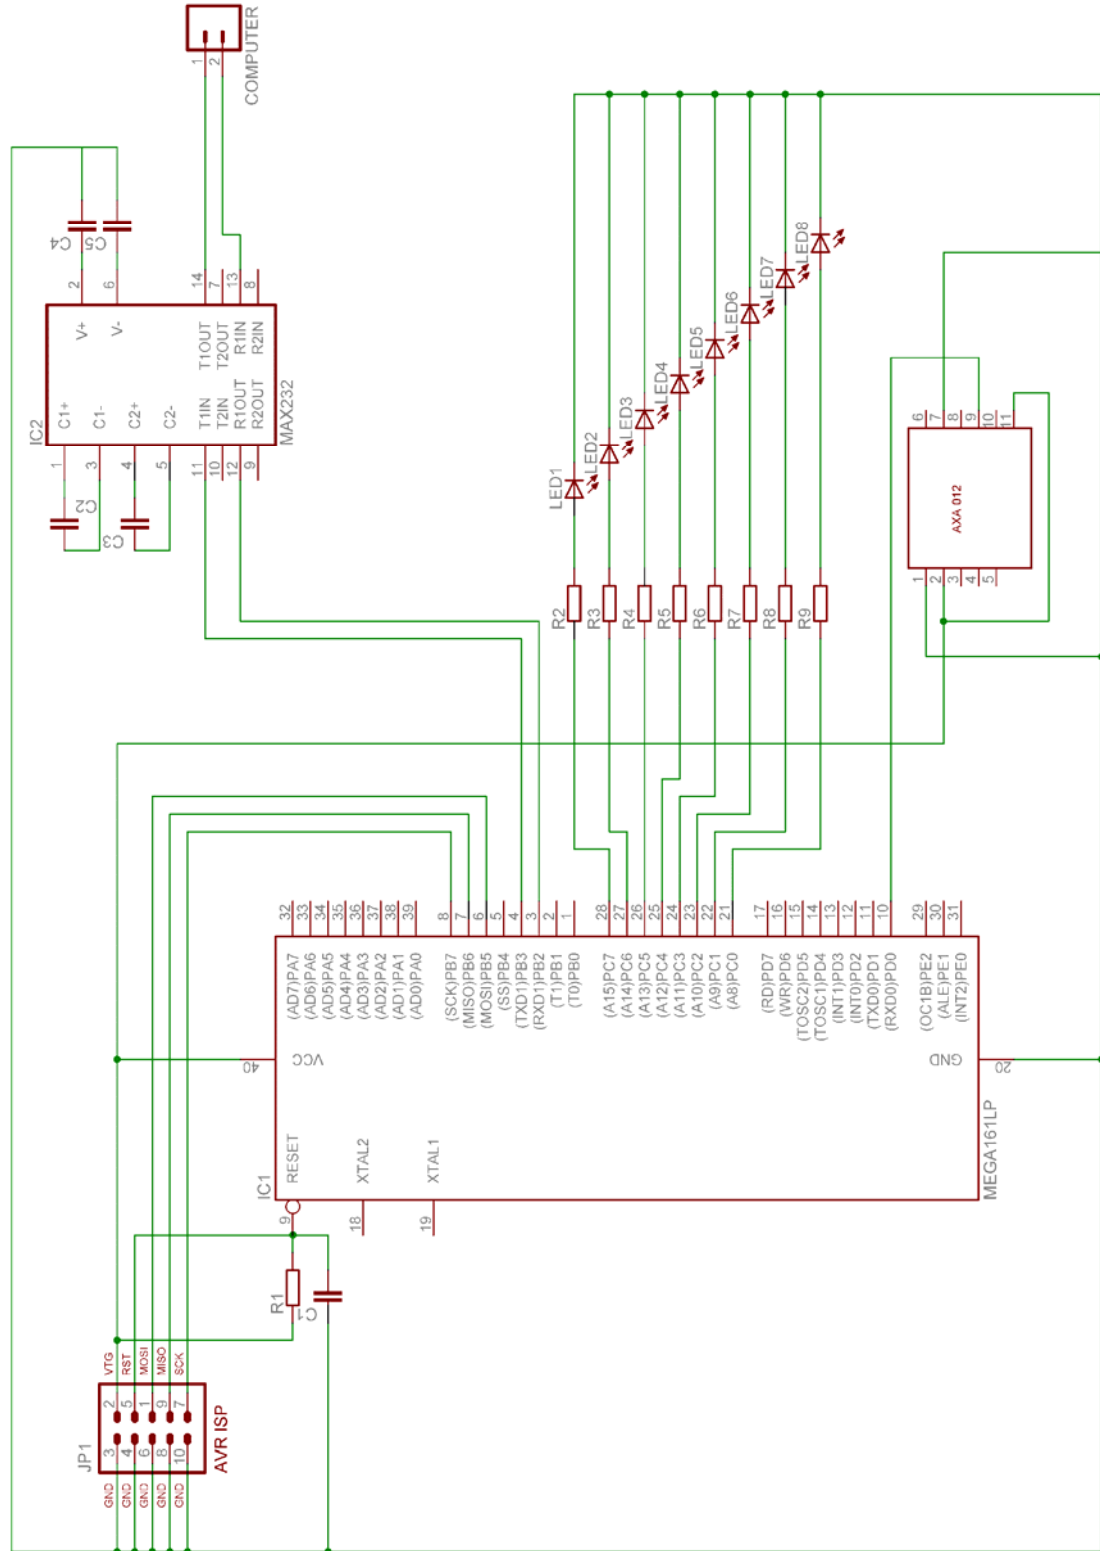 COMPUTER
1
2
C4
C5
2
6
14
7
13
8
V+
V-
T1OUT
T2OUT
R1IN
R2IN
IC2
C1+
C1-
C2+
C2-
T1IN
T2IN
R1OUT
R2OUT
MAX232
1
3
4
5
11
10
12
9
C2
C3
LED1
LED2
LED3
LED4
LED5
LED6
LED7
LED8
R2
R3
R4
R5
R6
R7
R8
R9
6
7
8
9
10
11
AXA 012
1
2
3
4
5
32
33
34
35
36
37
38
39
8
7
6
5
4
3
2
1
28
27
26
25
24
23
22
21
17
16
15
14
13
12
11
10
29
30
31
(AD7)PA7
(AD6)PA6
(AD5)PA5
(AD4)PA4
(AD3)PA3
(AD2)PA2
(AD1)PA1
(AD0)PA0
(SCK)PB7
(MISO)PB6
(MOSI)PB5
(SS)PB4
(TXD1)PB3
(RXD1)PB2
(T1)PB1
(T0)PB0
(A15)PC7
(A14)PC6
(A13)PC5
(A12)PC4
(A11)PC3
(A10)PC2
(A9)PC1
(A8)PC0
(RD)PD7
(WR)PD6
(TOSC2)PD5
(TOSC1)PD4
(INT1)PD3
(INT0)PD2
(TXD0)PD1
(RXD0)PD0
(OC1B)PE2
(ALE)PE1
(INT2)PE0
40
VCC
GND
20
IC1
RESET
XTAL2
XTAL1
MEGA161LP
9
18
19
R1
C1
VTG
RST
MOSI
MISO
SCK
JP1
2
5
1
9
7
3
4
6
8
10
AVR ISP
GND
GND
GND
GND
GND